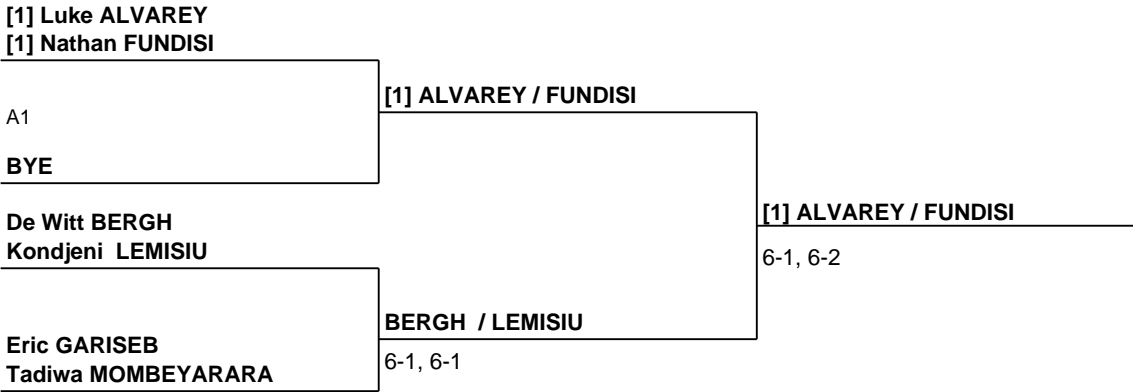 [1] Luke ALVAREY
[1] Nathan FUNDISI
[1] ALVAREY / FUNDISI
A1
BYE
De Witt BERGH
Kondjeni LEMISIU
[1] ALVAREY / FUNDISI
6-1, 6-2
BERGH / LEMISIU
Eric GARISEB
6-1, 6-1
Tadiwa MOMBEYARARA